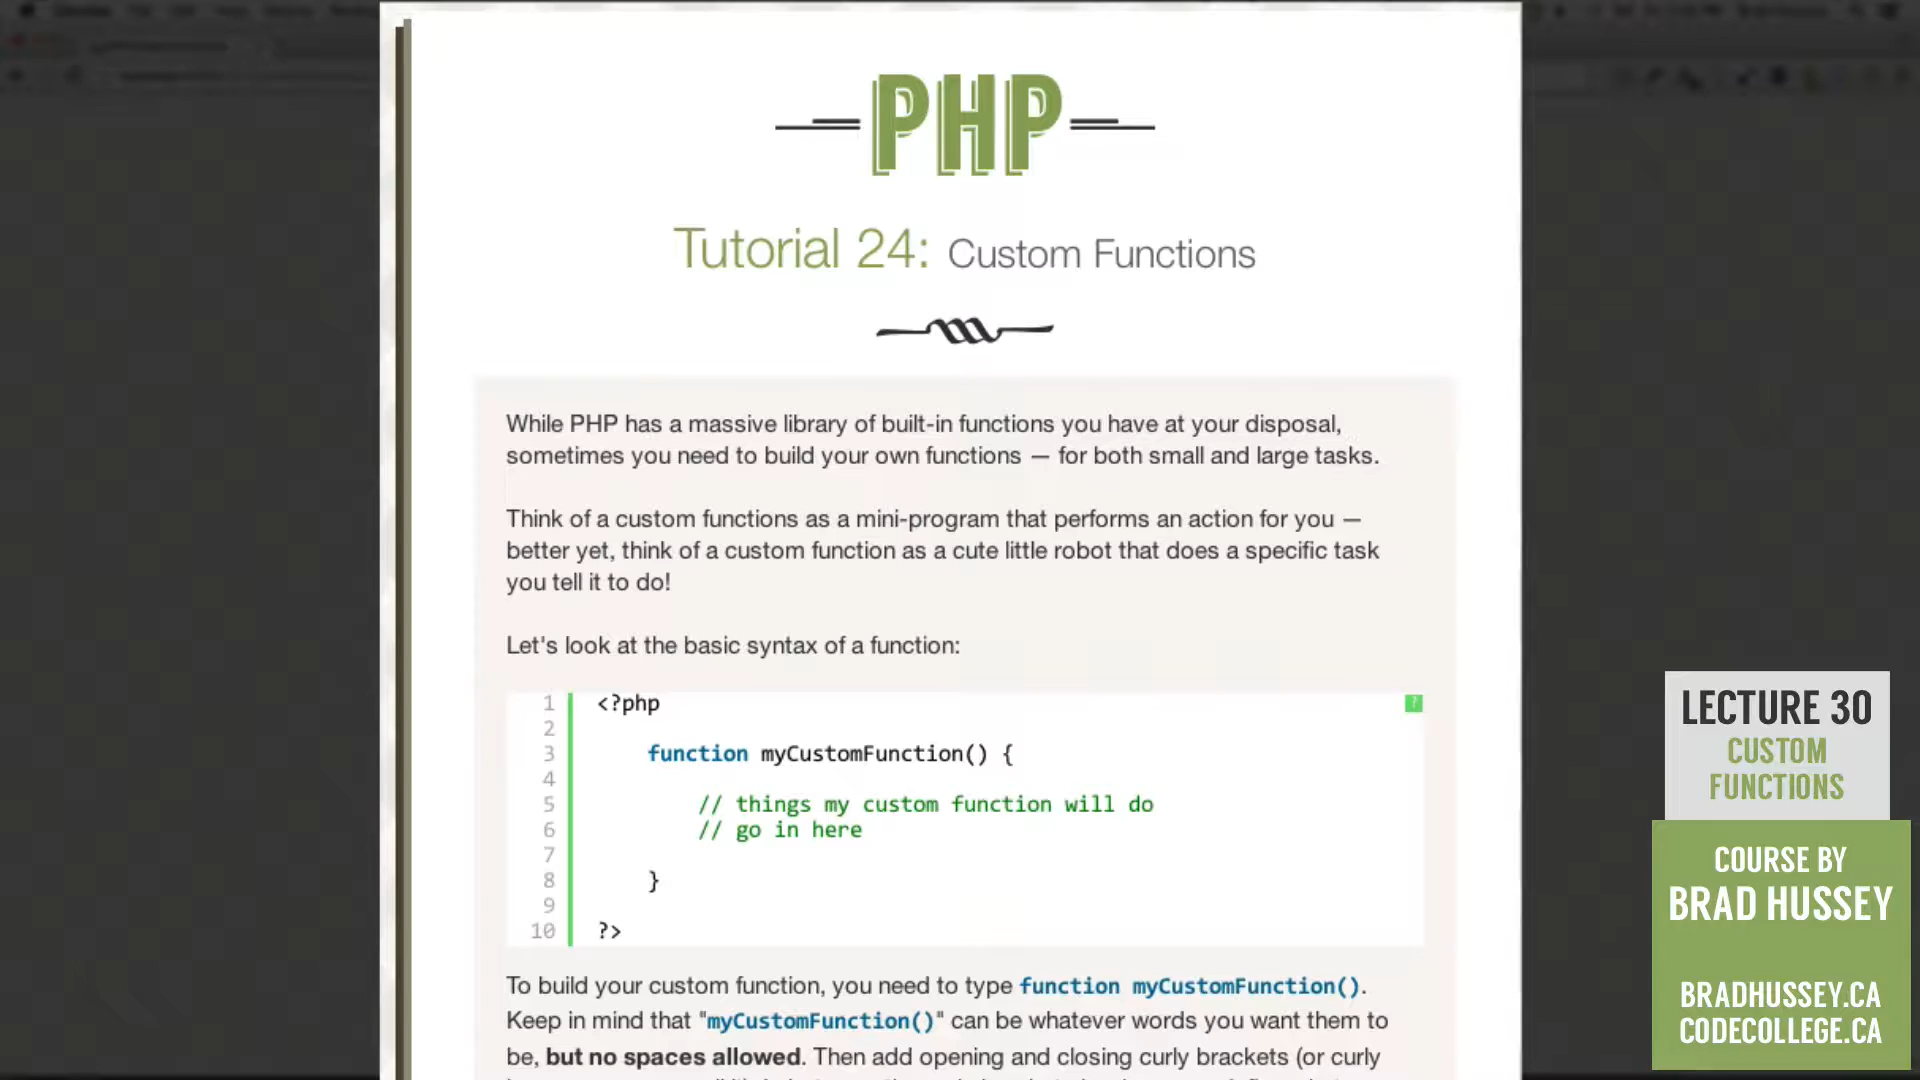 PHP
Tutorial 24: Custom Functions
While PHP has a massive library of built-in functions you have at your disposal,
sometimes you need to build your own functions — for both small and large tasks.
Think of a custom functions as a mini-program that performs an action for you —
better yet, think of a custom function as a cute little robot that does a specific task
you tell it to do!
Let's look at the basic syntax of a function:
1 <?php
2
3 function myCustomFunction() {
4
5 // things my custom function will do
6 // go in here
7
8 }
9
10 ?>
To build your custom function, you need to type function myCustomFunction().
Keep in mind that "myCustomFunction()" can be whatever words you want them to
be, but no spaces allowed. Then add opening and closing curly brackets (or curly
LECTURE 30
CUSTOM
FUNCTIONS
COURSE BY
BRAD HUSSEY
BRADHUSSEY.CA
CODECOLLEGE.CA